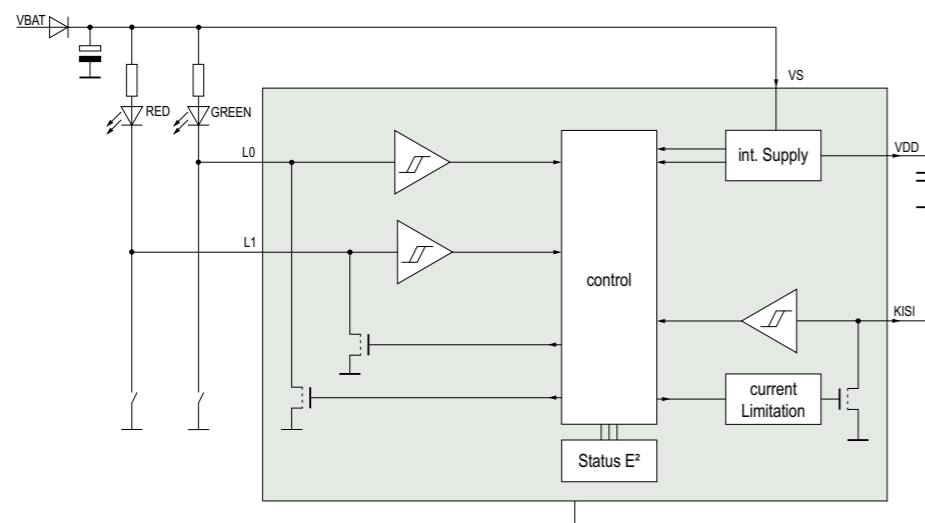 VBAT
VS
RED
GREEN
L0
int. Supply
VDD
L1
control
KISI
current
Limitation
Status E²